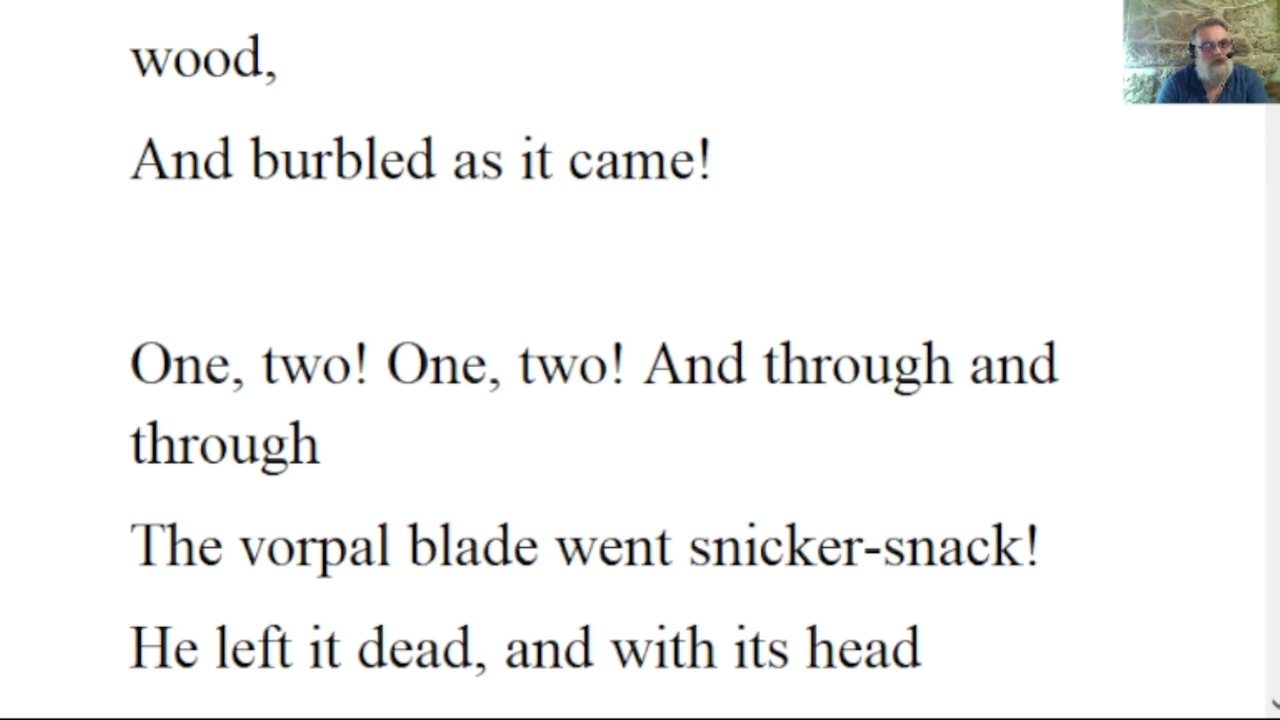 wood,
And burbled as it came!
One, two! One, two! And through and
through
The vorpal blade went snicker-snack!
He left it dead, and with its head